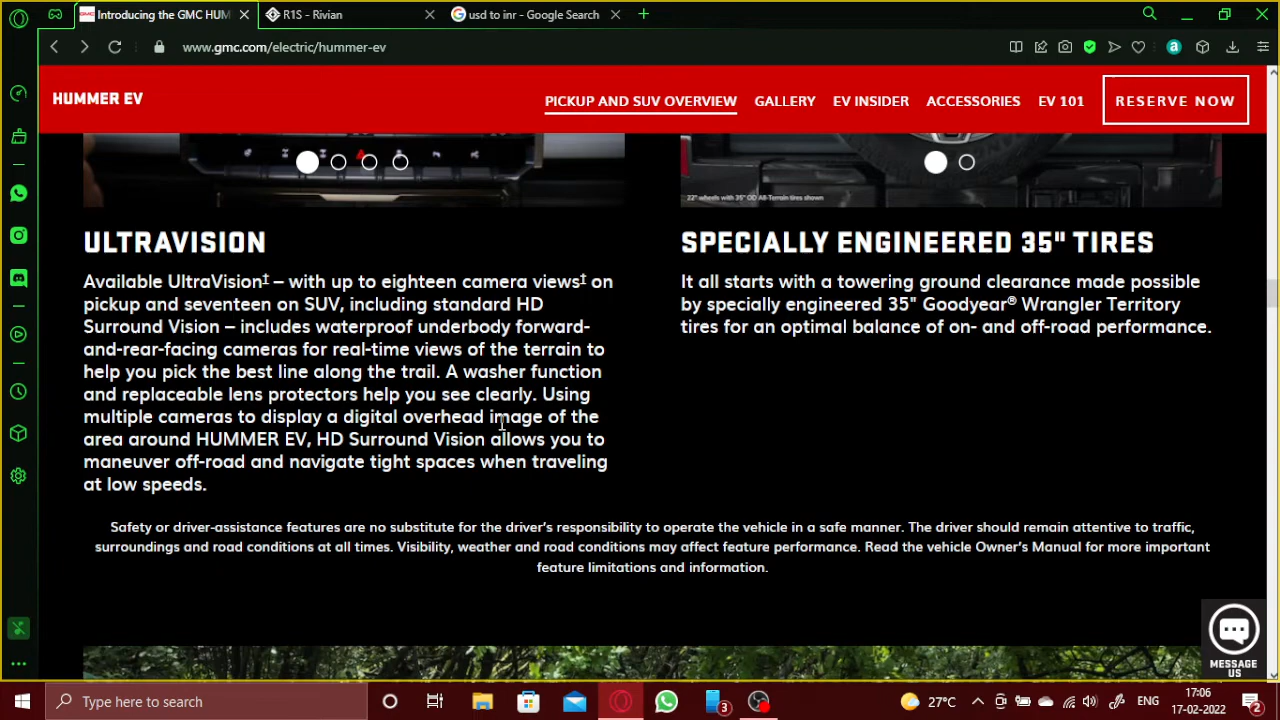 Introducing the GMC HUM
R1S - Rivian
usd to inr - Google Search
www.gmc.com/electric/hummer-ev
a
HUMMER EV
PICKUP AND SUV OVERVIEW
GALLERY
EV INSIDER
ACCESSORIES
EV 101
RESERVE NOW
22" wheels with 35" OD All-Terrain tires shown
ULTRAVISION
Available UltraVision‡ – with up to eighteen camera views‡ on
pickup and seventeen on SUV, including standard HD
Surround Vision – includes waterproof underbody forward-
and-rear-facing cameras for real-time views of the terrain to
help you pick the best line along the trail. A washer function
and replaceable lens protectors help you see clearly. Using
multiple cameras to display a digital overhead image of the
area around HUMMER EV, HD Surround Vision allows you to
maneuver off-road and navigate tight spaces when traveling
at low speeds.
SPECIALLY ENGINEERED 35" TIRES
It all starts with a towering ground clearance made possible
by specially engineered 35" Goodyear® Wrangler Territory
tires for an optimal balance of on- and off-road performance.
Safety or driver-assistance features are no substitute for the driver's responsibility to operate the vehicle in a safe manner. The driver should remain attentive to traffic,
surroundings and road conditions at all times. Visibility, weather and road conditions may affect feature performance. Read the vehicle Owner's Manual for more important
feature limitations and information.
MESSAGE
US
Type here to search
3
27°C
ENG
17:06
17-02-2022
2